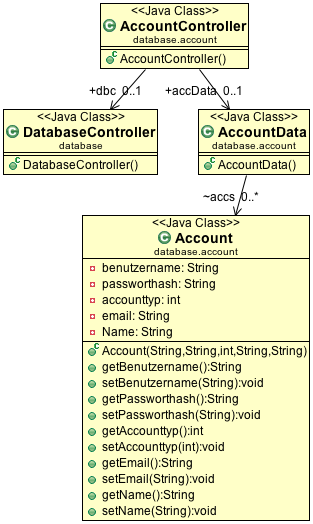 <<Java Class>>
AccountController
database.account
AccountController()
+dbc 0..1
+accData 0..1
<<Java Class>>
DatabaseController
database
DatabaseController()
<<Java Class>>
AccountData
database.account
AccountData()
~accs 0..*
<<Java Class>>
Account
database.account
benutzername: String
passworthash: String
accounttyp: int
email: String
Name: String
Account(String,String,int,String,String)
getBenutzername():String
setBenutzername(String):void
getPassworthash():String
setPassworthash(String):void
getAccounttyp():int
setAccounttyp(int):void
getEmail():String
setEmail(String):void
getName():String
setName(String):void